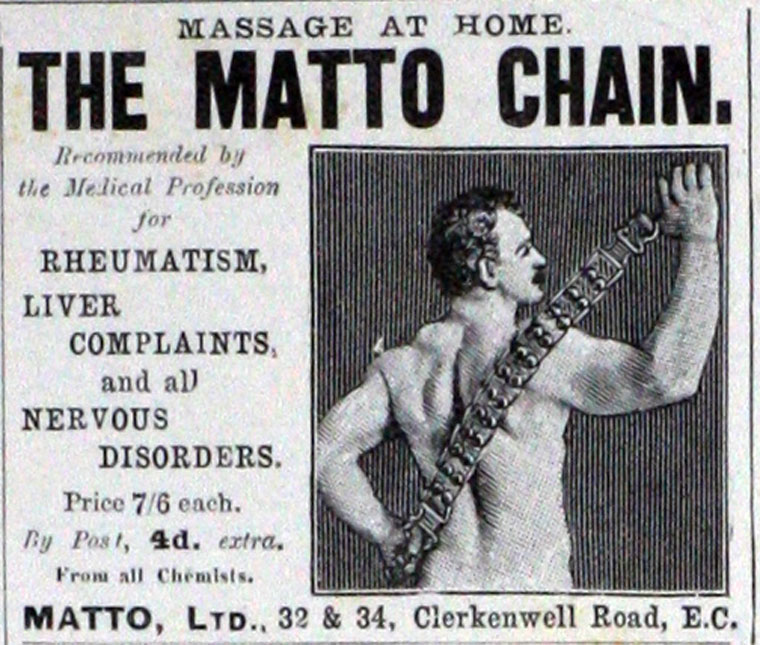 MASSAGE AT HOME.
THE MATTO CHAIN.
Recommended by
the Medical Profession
for
RHEUMATISM,
LIVER
COMPLAINTS,
and all
NERVOUS
DISORDERS.
Price 7/6 each.
By Post, 4d. extra.
From all Chemists.
MATTO, LTD., 32 & 34, Clerkenwell Road, E.C.